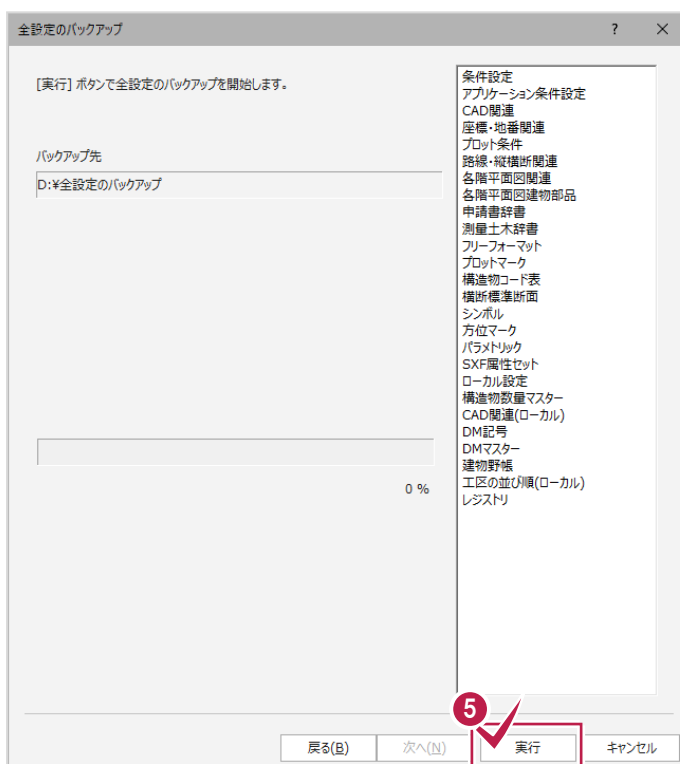 全設定のバックアップ
?
×
[実行] ボタンで全設定のバックアップを開始します。
バックアップ先
D:¥全設定のバックアップ
0 %
条件設定
アプリケーション条件設定
CAD関連
座標・地番関連
プロット条件
路線・縦横断関連
各階平面図関連
各階平面図建物部品
申請書辞書
測量土木辞書
フリーフォーマット
プロットマーク
構造物コード表
横断標準断面
シンボル
方位マーク
パラメトリック
SXF属性セット
ローカル設定
構造物数量マスター
CAD関連(ローカル)
DM記号
DMマスター
建物野帳
工区の並び順(ローカル)
レジストリ
5
戻る(B)
次へ(N)
実行
キャンセル